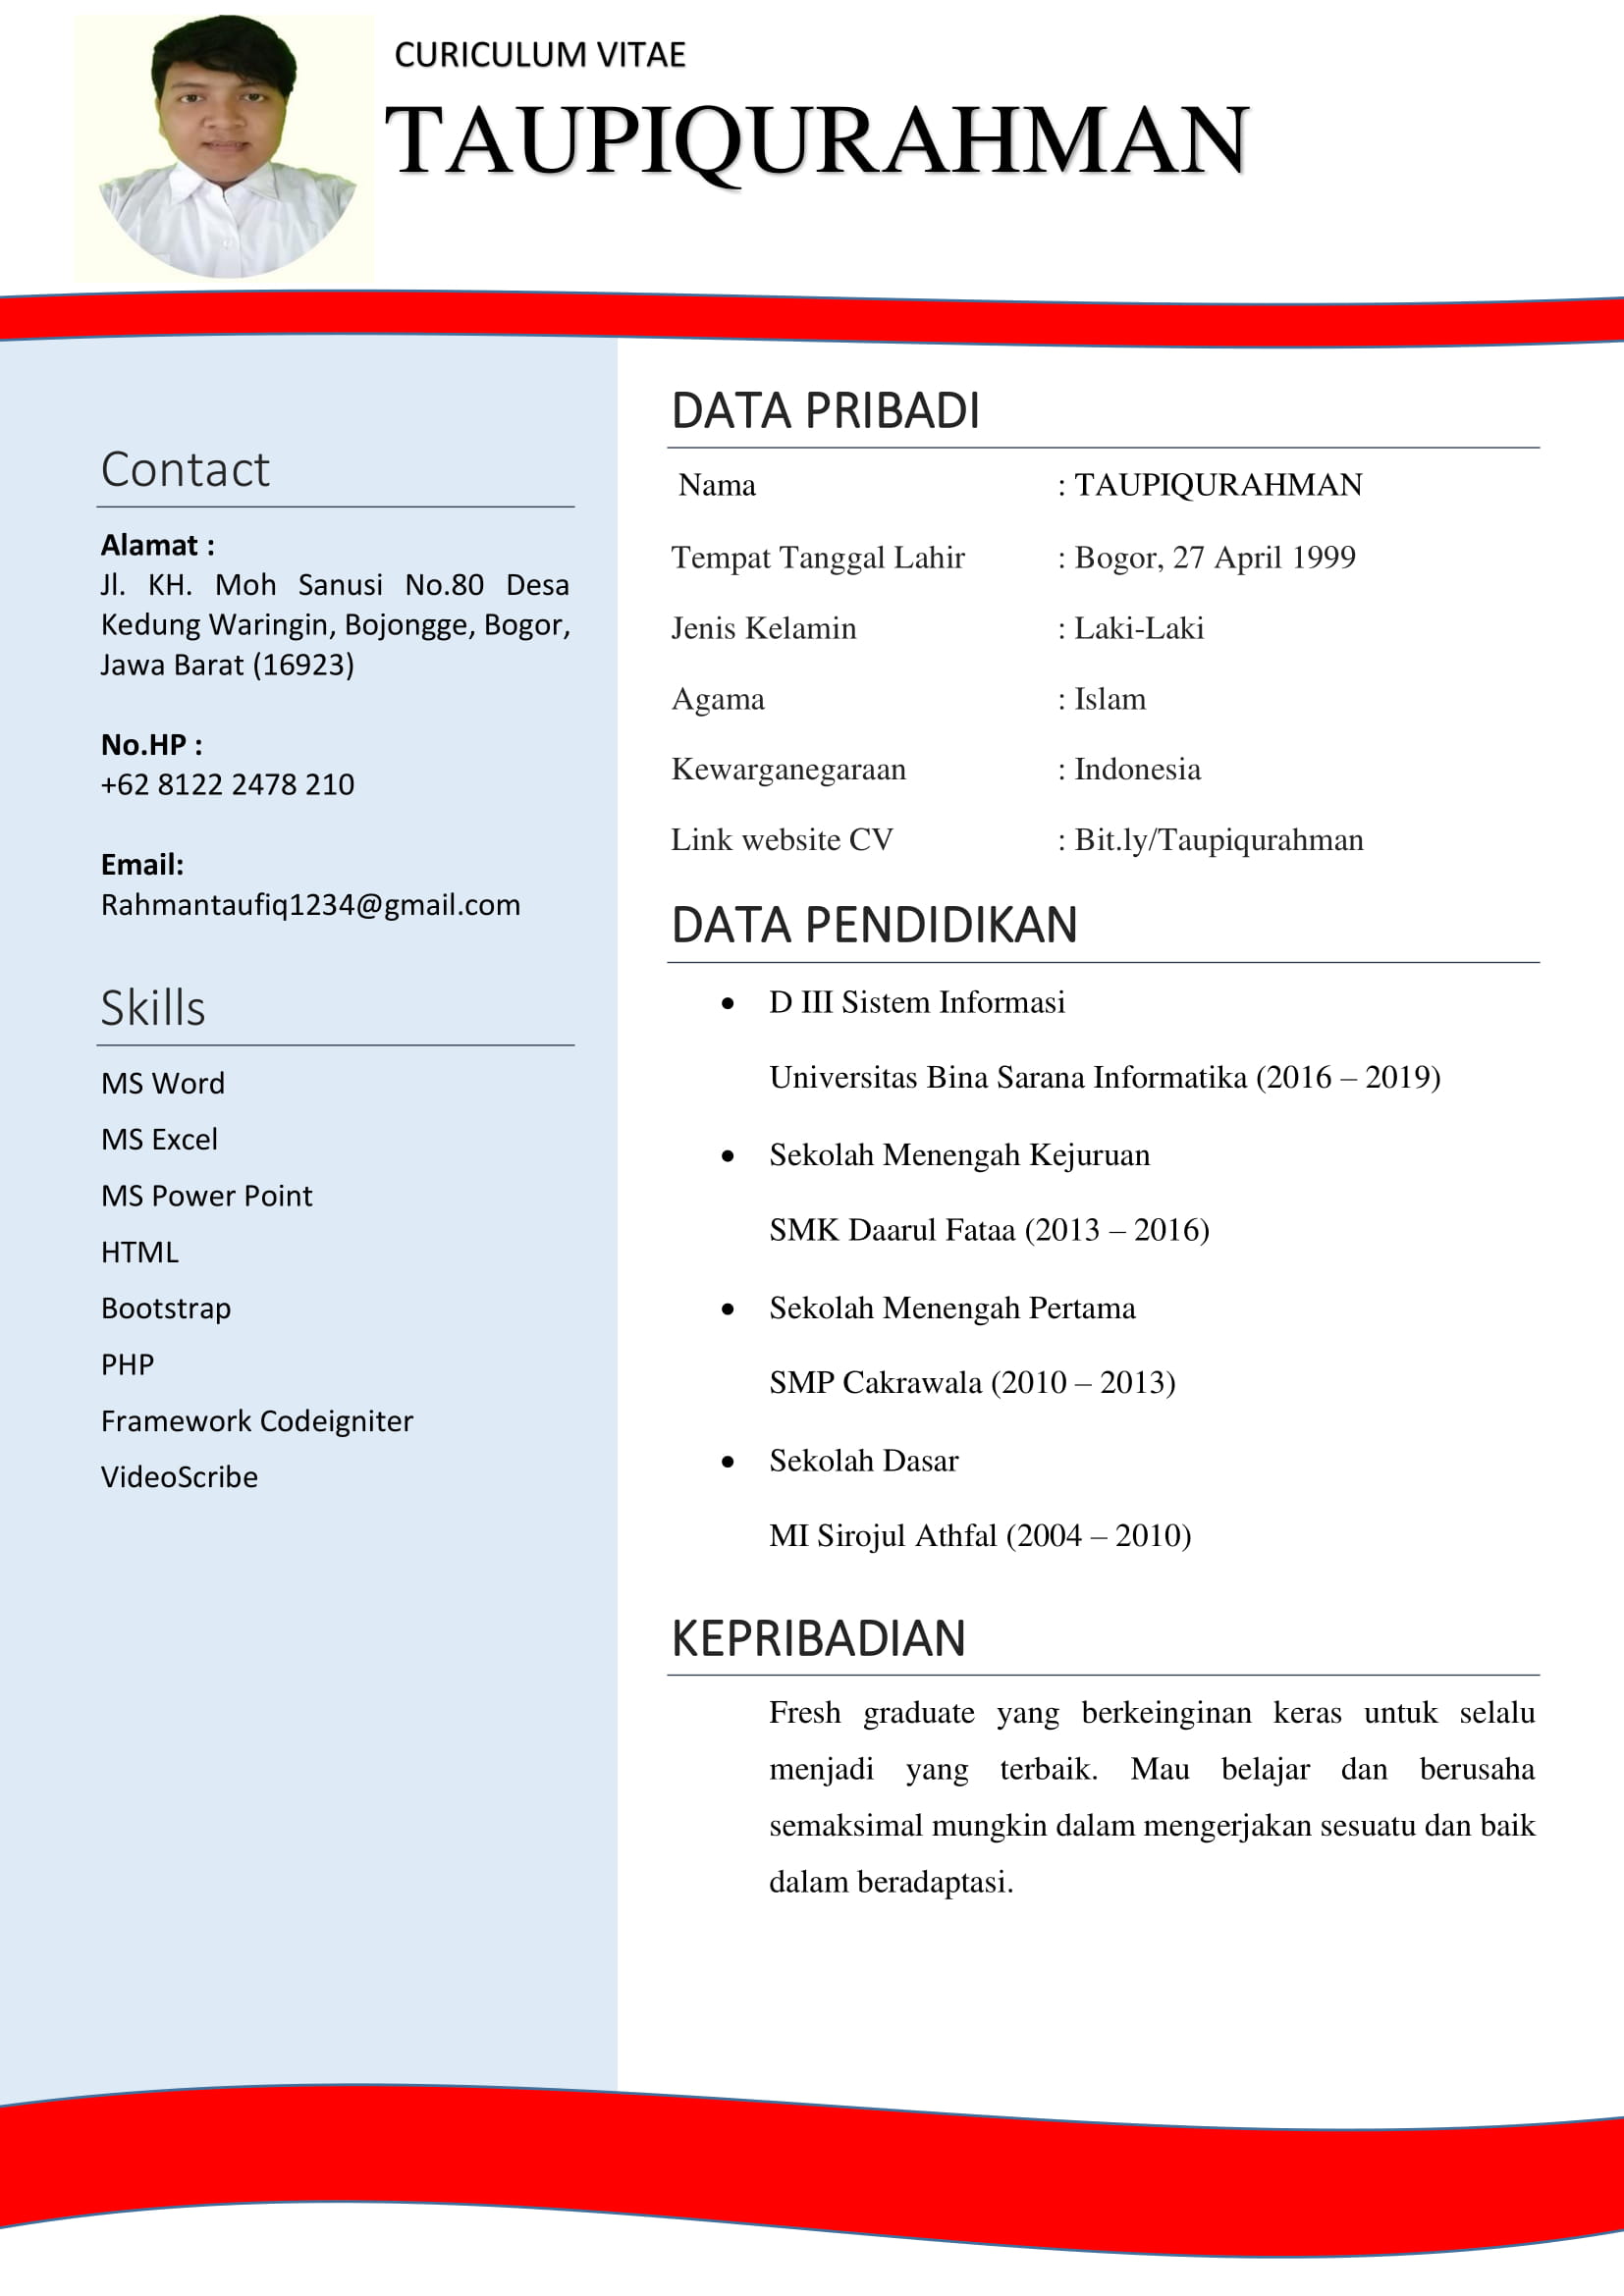 CURICULUM VITAE
TAUPIQURAHMAN
Contact
Alamat :
Jl. KH. Moh Sanusi No.80 Desa
Kedung Waringin, Bojongge, Bogor,
Jawa Barat (16923)
No.HP :
+62 8122 2478 210
Email:
Rahmantaufiq1234@gmail.com
Skills
MS Word
MS Excel
MS Power Point
HTML
Bootstrap
PHP
Framework Codeigniter
VideoScribe
DATA PRIBADI
Nama : TAUPIQURAHMAN
Tempat Tanggal Lahir : Bogor, 27 April 1999
Jenis Kelamin : Laki-Laki
Agama : Islam
Kewarganegaraan : Indonesia
Link website CV : Bit.ly/Taupiqurahman
DATA PENDIDIKAN
• D III Sistem Informasi
Universitas Bina Sarana Informatika (2016 – 2019)
• Sekolah Menengah Kejuruan
SMK Daarul Fataa (2013 – 2016)
• Sekolah Menengah Pertama
SMP Cakrawala (2010 – 2013)
• Sekolah Dasar
MI Sirojul Athfal (2004 – 2010)
KEPRIBADIAN
Fresh graduate yang berkeinginan keras untuk selalu
menjadi yang terbaik. Mau belajar dan berusaha
semaksimal mungkin dalam mengerjakan sesuatu dan baik
dalam beradaptasi.